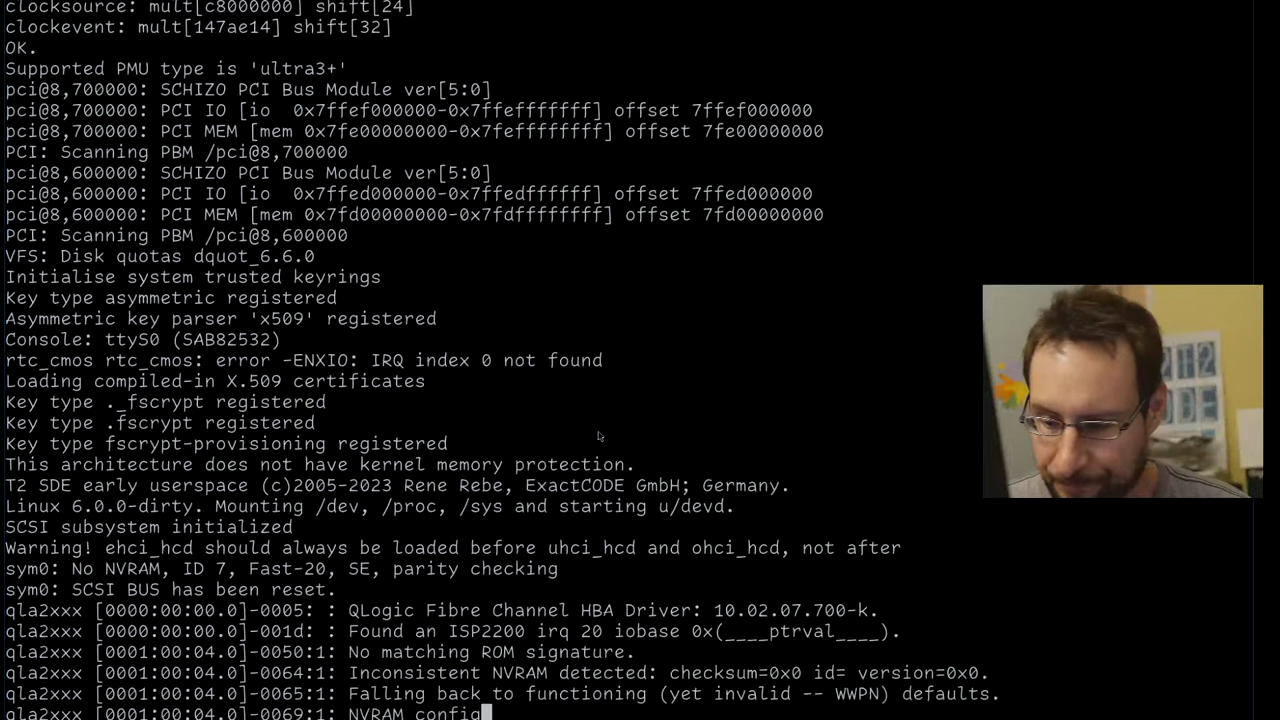 clocksource: mult[c8000000] shift[24]
clockevent: mult[147ae14] shift[32]
OK.
Supported PMU type is 'ultra3+'
pci@8,700000: SCHIZO PCI Bus Module ver[5:0]
pci@8,700000: PCI IO [io  0x7ffef000000-0x7ffefffffff] offset 7ffef000000
pci@8,700000: PCI MEM [mem 0x7fe00000000-0x7feffffffff] offset 7fe00000000
PCI: Scanning PBM /pci@8,700000
pci@8,600000: SCHIZO PCI Bus Module ver[5:0]
pci@8,600000: PCI IO [io  0x7ffed000000-0x7ffedffffff] offset 7ffed000000
pci@8,600000: PCI MEM [mem 0x7fd00000000-0x7fdffffffff] offset 7fd00000000
PCI: Scanning PBM /pci@8,600000
VFS: Disk quotas dquot_6.6.0
Initialise system trusted keyrings
Key type asymmetric registered
Asymmetric key parser 'x509' registered
Console: ttyS0 (SAB82532)
rtc_cmos rtc_cmos: error -ENXIO: IRQ index 0 not found
Loading compiled-in X.509 certificates
Key type ._fscrypt registered
Key type .fscrypt registered
Key type fscrypt-provisioning registered
This architecture does not have kernel memory protection.
T2 SDE early userspace (c)2005-2023 Rene Rebe, ExactCODE GmbH; Germany.
Linux 6.0.0-dirty. Mounting /dev, /proc, /sys and starting u/devd.
SCSI subsystem initialized
Warning! ehci_hcd should always be loaded before uhci_hcd and ohci_hcd, not after
sym0: No NVRAM, ID 7, Fast-20, SE, parity checking
sym0: SCSI BUS has been reset.
qla2xxx [0000:00:00.0]-0005: : QLogic Fibre Channel HBA Driver: 10.02.07.700-k.
qla2xxx [0000:00:00.0]-001d: : Found an ISP2200 irq 20 iobase 0x(____ptrval____).
qla2xxx [0001:00:04.0]-0050:1: No matching ROM signature.
qla2xxx [0001:00:04.0]-0064:1: Inconsistent NVRAM detected: checksum=0x0 id= version=0x0.
qla2xxx [0001:00:04.0]-0065:1: Falling back to functioning (yet invalid -- WWPN) defaults.
qla2xxx [0001:00:04.0]-0069:1: NVRAM config